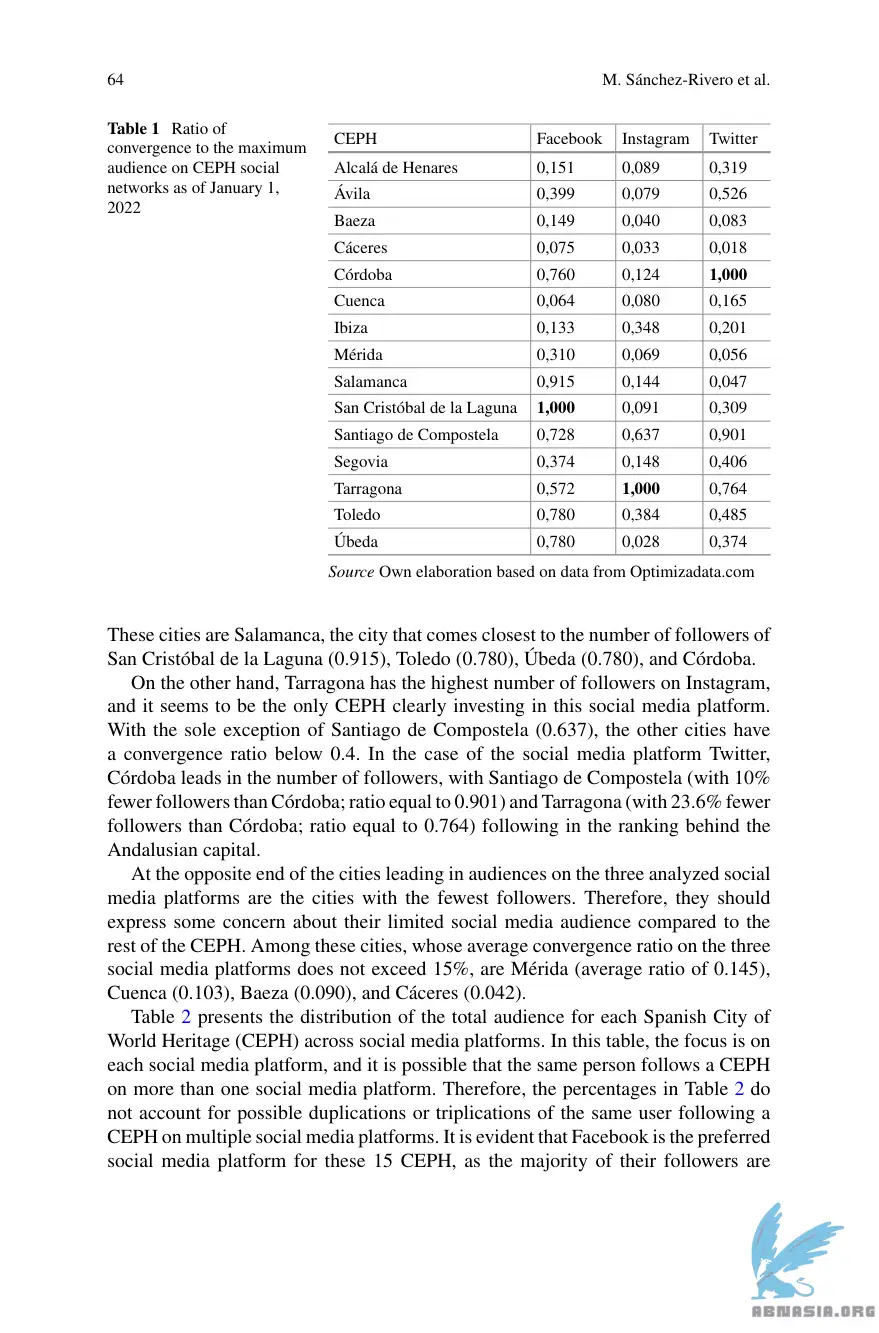 64
M. Sánchez-Rivero et al.
Table 1 Ratio of
convergence to the maximum
audience on CEPH social
networks as of January 1,
2022
CEPH Facebook Instagram Twitter
Alcalá de Henares 0,151 0,089 0,319
Ávila 0,399 0,079 0,526
Baeza 0,149 0,040 0,083
Cáceres 0,075 0,033 0,018
Córdoba 0,760 0,124 1,000
Cuenca 0,064 0,080 0,165
Ibiza 0,133 0,348 0,201
Mérida 0,310 0,069 0,056
Salamanca 0,915 0,144 0,047
San Cristóbal de la Laguna 1,000 0,091 0,309
Santiago de Compostela 0,728 0,637 0,901
Segovia 0,374 0,148 0,406
Tarragona 0,572 1,000 0,764
Toledo 0,780 0,384 0,485
Úbeda 0,780 0,028 0,374
Source Own elaboration based on data from Optimizadata.com
These cities are Salamanca, the city that comes closest to the number of followers of
San Cristóbal de la Laguna (0.915), Toledo (0.780), Úbeda (0.780), and Córdoba.
On the other hand, Tarragona has the highest number of followers on Instagram,
and it seems to be the only CEPH clearly investing in this social media platform.
With the sole exception of Santiago de Compostela (0.637), the other cities have
a convergence ratio below 0.4. In the case of the social media platform Twitter,
Córdoba leads in the number of followers, with Santiago de Compostela (with 10%
fewer followers than Córdoba; ratio equal to 0.901) and Tarragona (with 23.6% fewer
followers than Córdoba; ratio equal to 0.764) following in the ranking behind the
Andalusian capital.
At the opposite end of the cities leading in audiences on the three analyzed social
media platforms are the cities with the fewest followers. Therefore, they should
express some concern about their limited social media audience compared to the
rest of the CEPH. Among these cities, whose average convergence ratio on the three
social media platforms does not exceed 15%, are Mérida (average ratio of 0.145),
Cuenca (0.103), Baeza (0.090), and Cáceres (0.042).
Table 2 presents the distribution of the total audience for each Spanish City of
World Heritage (CEPH) across social media platforms. In this table, the focus is on
each social media platform, and it is possible that the same person follows a CEPH
on more than one social media platform. Therefore, the percentages in Table 2 do
not account for possible duplications or triplications of the same user following a
CEPH on multiple social media platforms. It is evident that Facebook is the preferred
social media platform for these 15 CEPH, as the majority of their followers are
ABNASIA.ORG